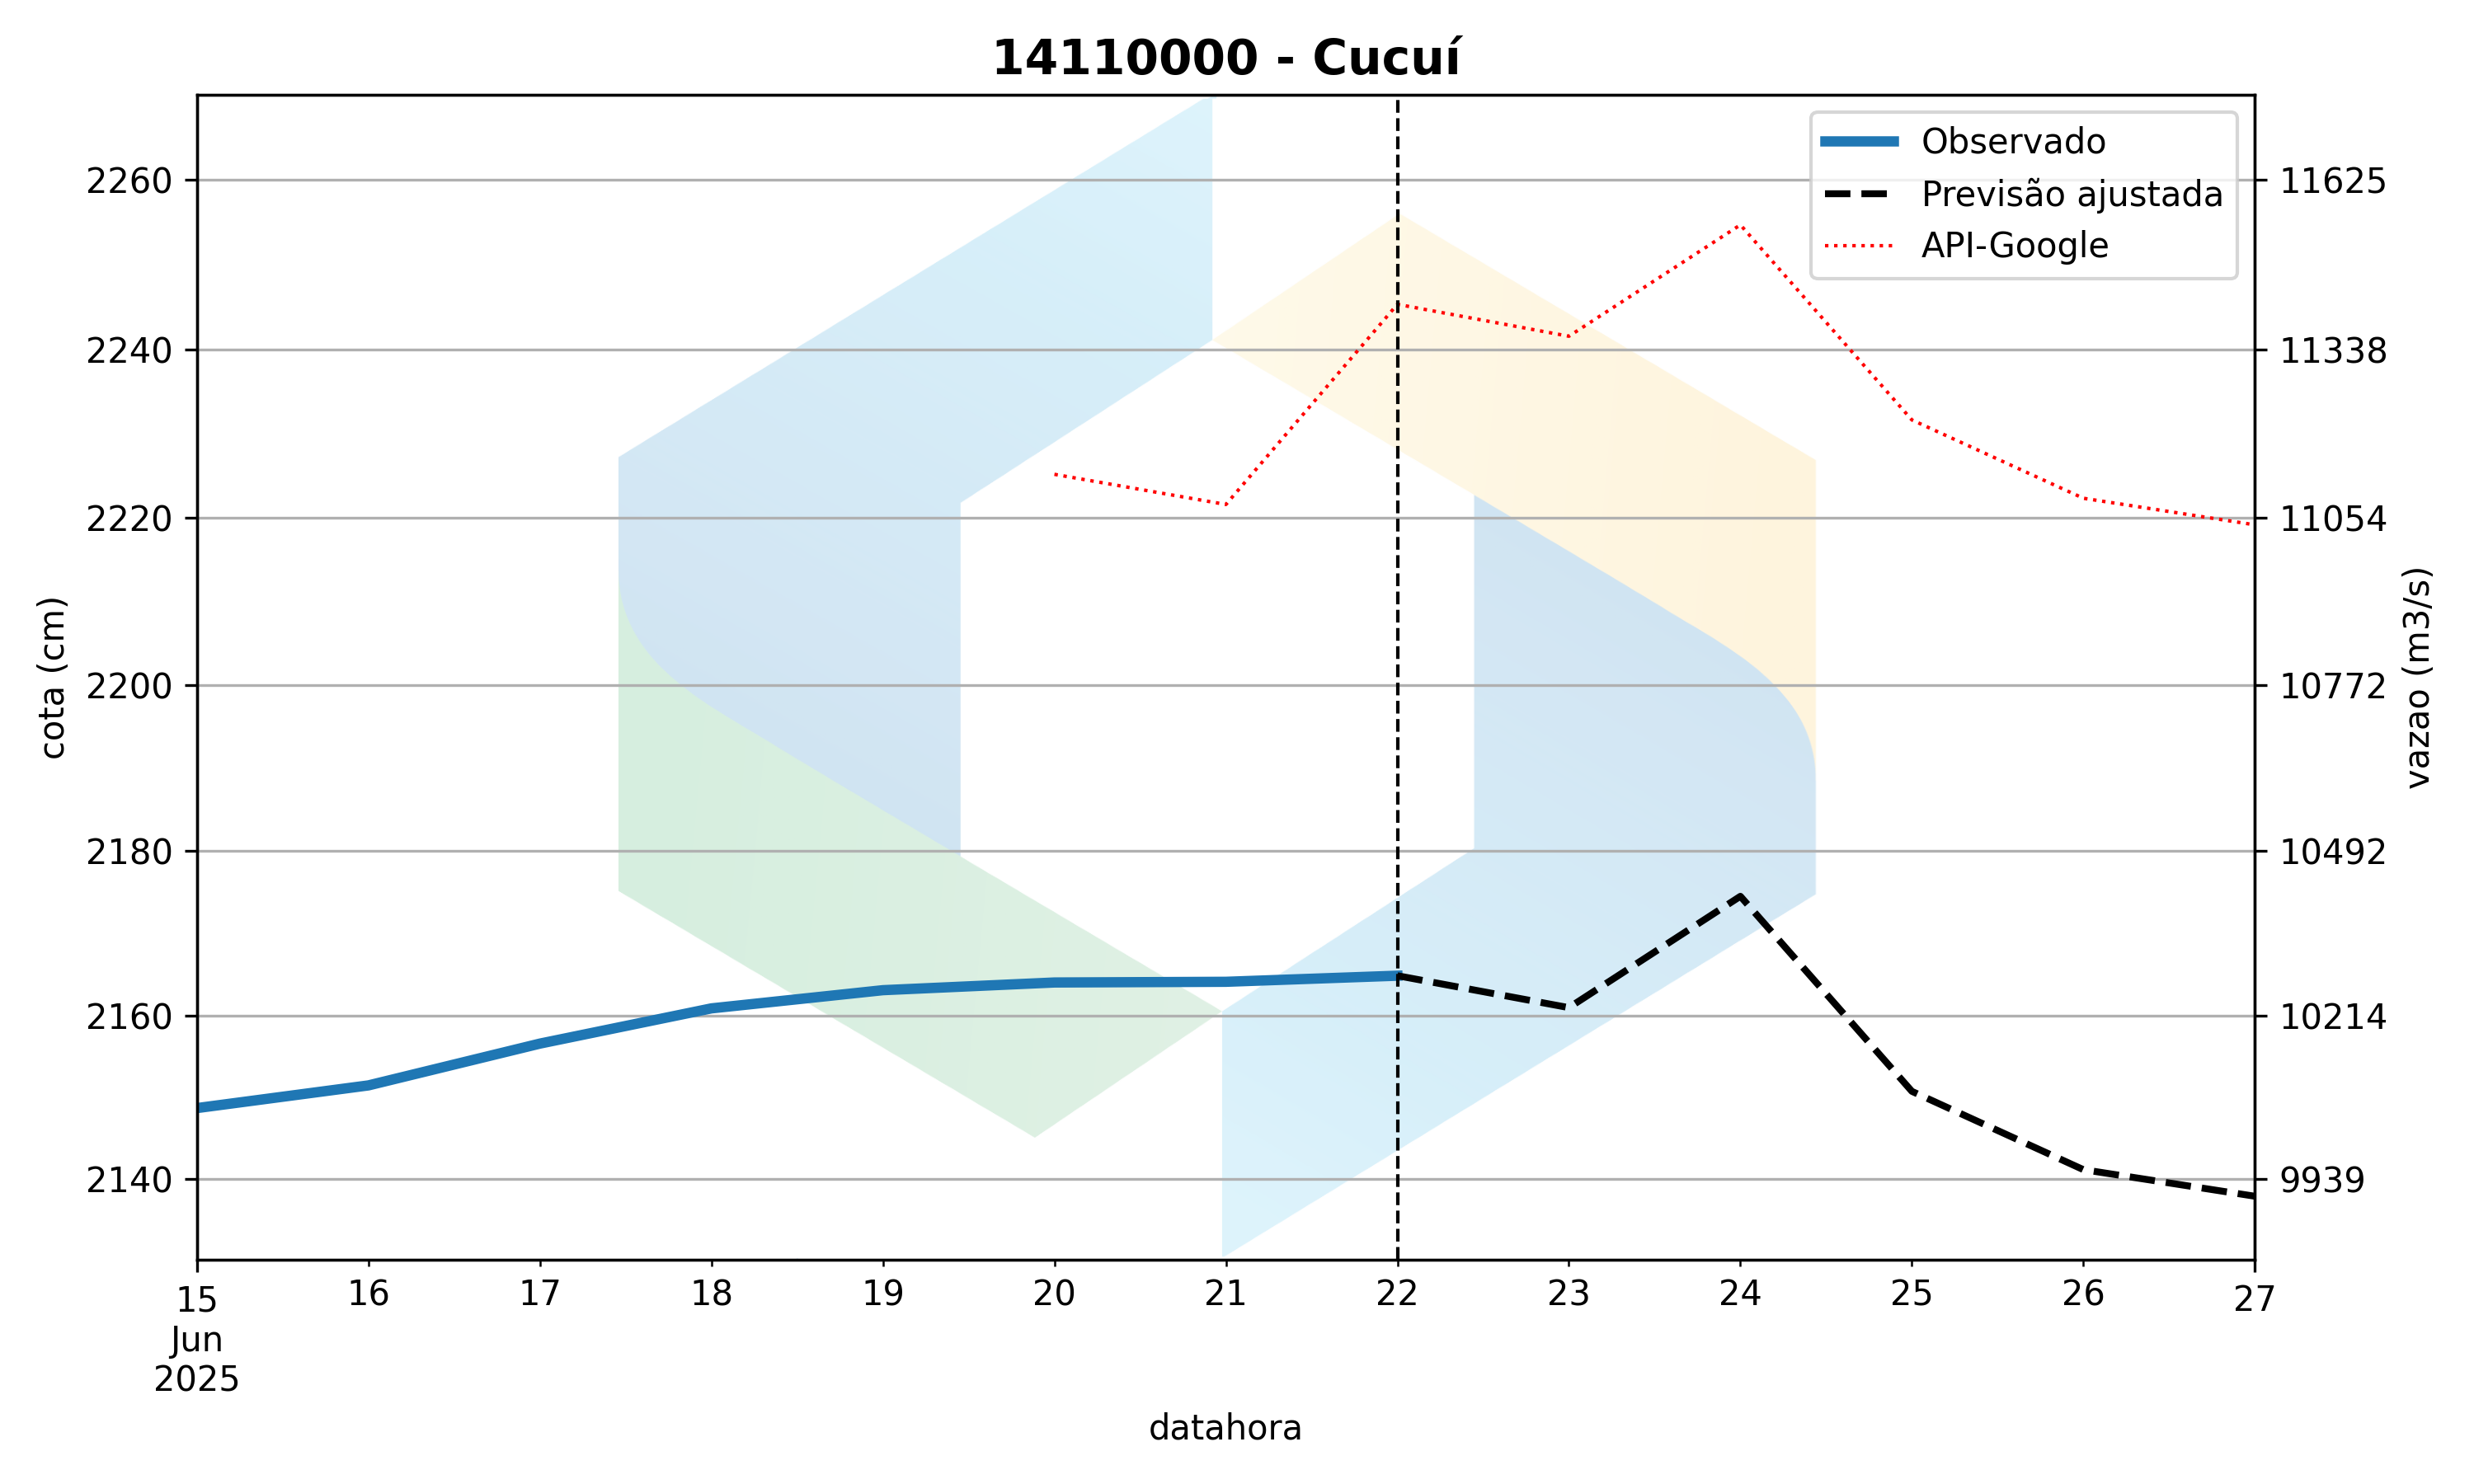 14110000 - Cucuí
Observado
Previsão ajustada
API-Google
cota (cm)
2260
2240
2220
2200
2180
2160
2140
11625
11338
11054
10772
10492
10214
9939
vazao (m3/s)
15 16 17 18 19 20 21 22 23 24 25 26 27
Jun
2025
datahora